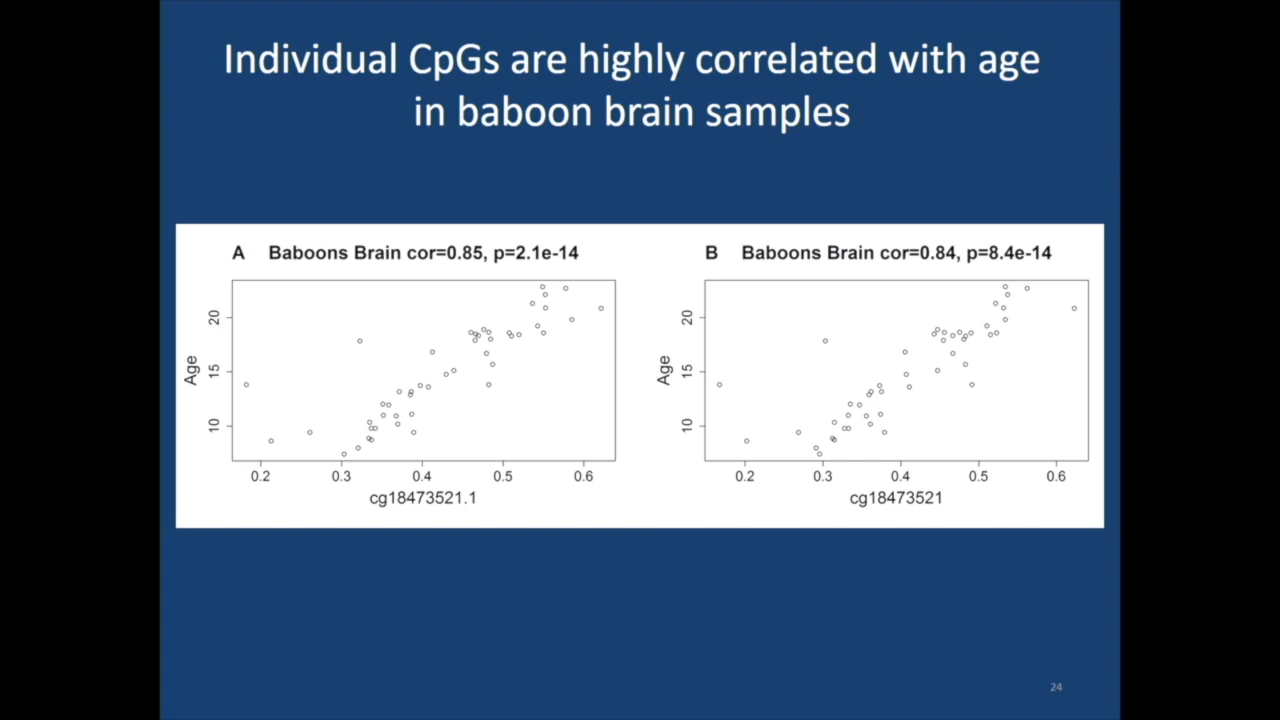 Individual CpGs are highly correlated with age
in baboon brain samples
A Baboons Brain cor=0.85, p=2.1e-14
Age
20
15
10
0.2 0.3 0.4 0.5 0.6
cg18473521.1
B Baboons Brain cor=0.84, p=8.4e-14
Age
20
15
10
0.2 0.3 0.4 0.5 0.6
cg18473521
24